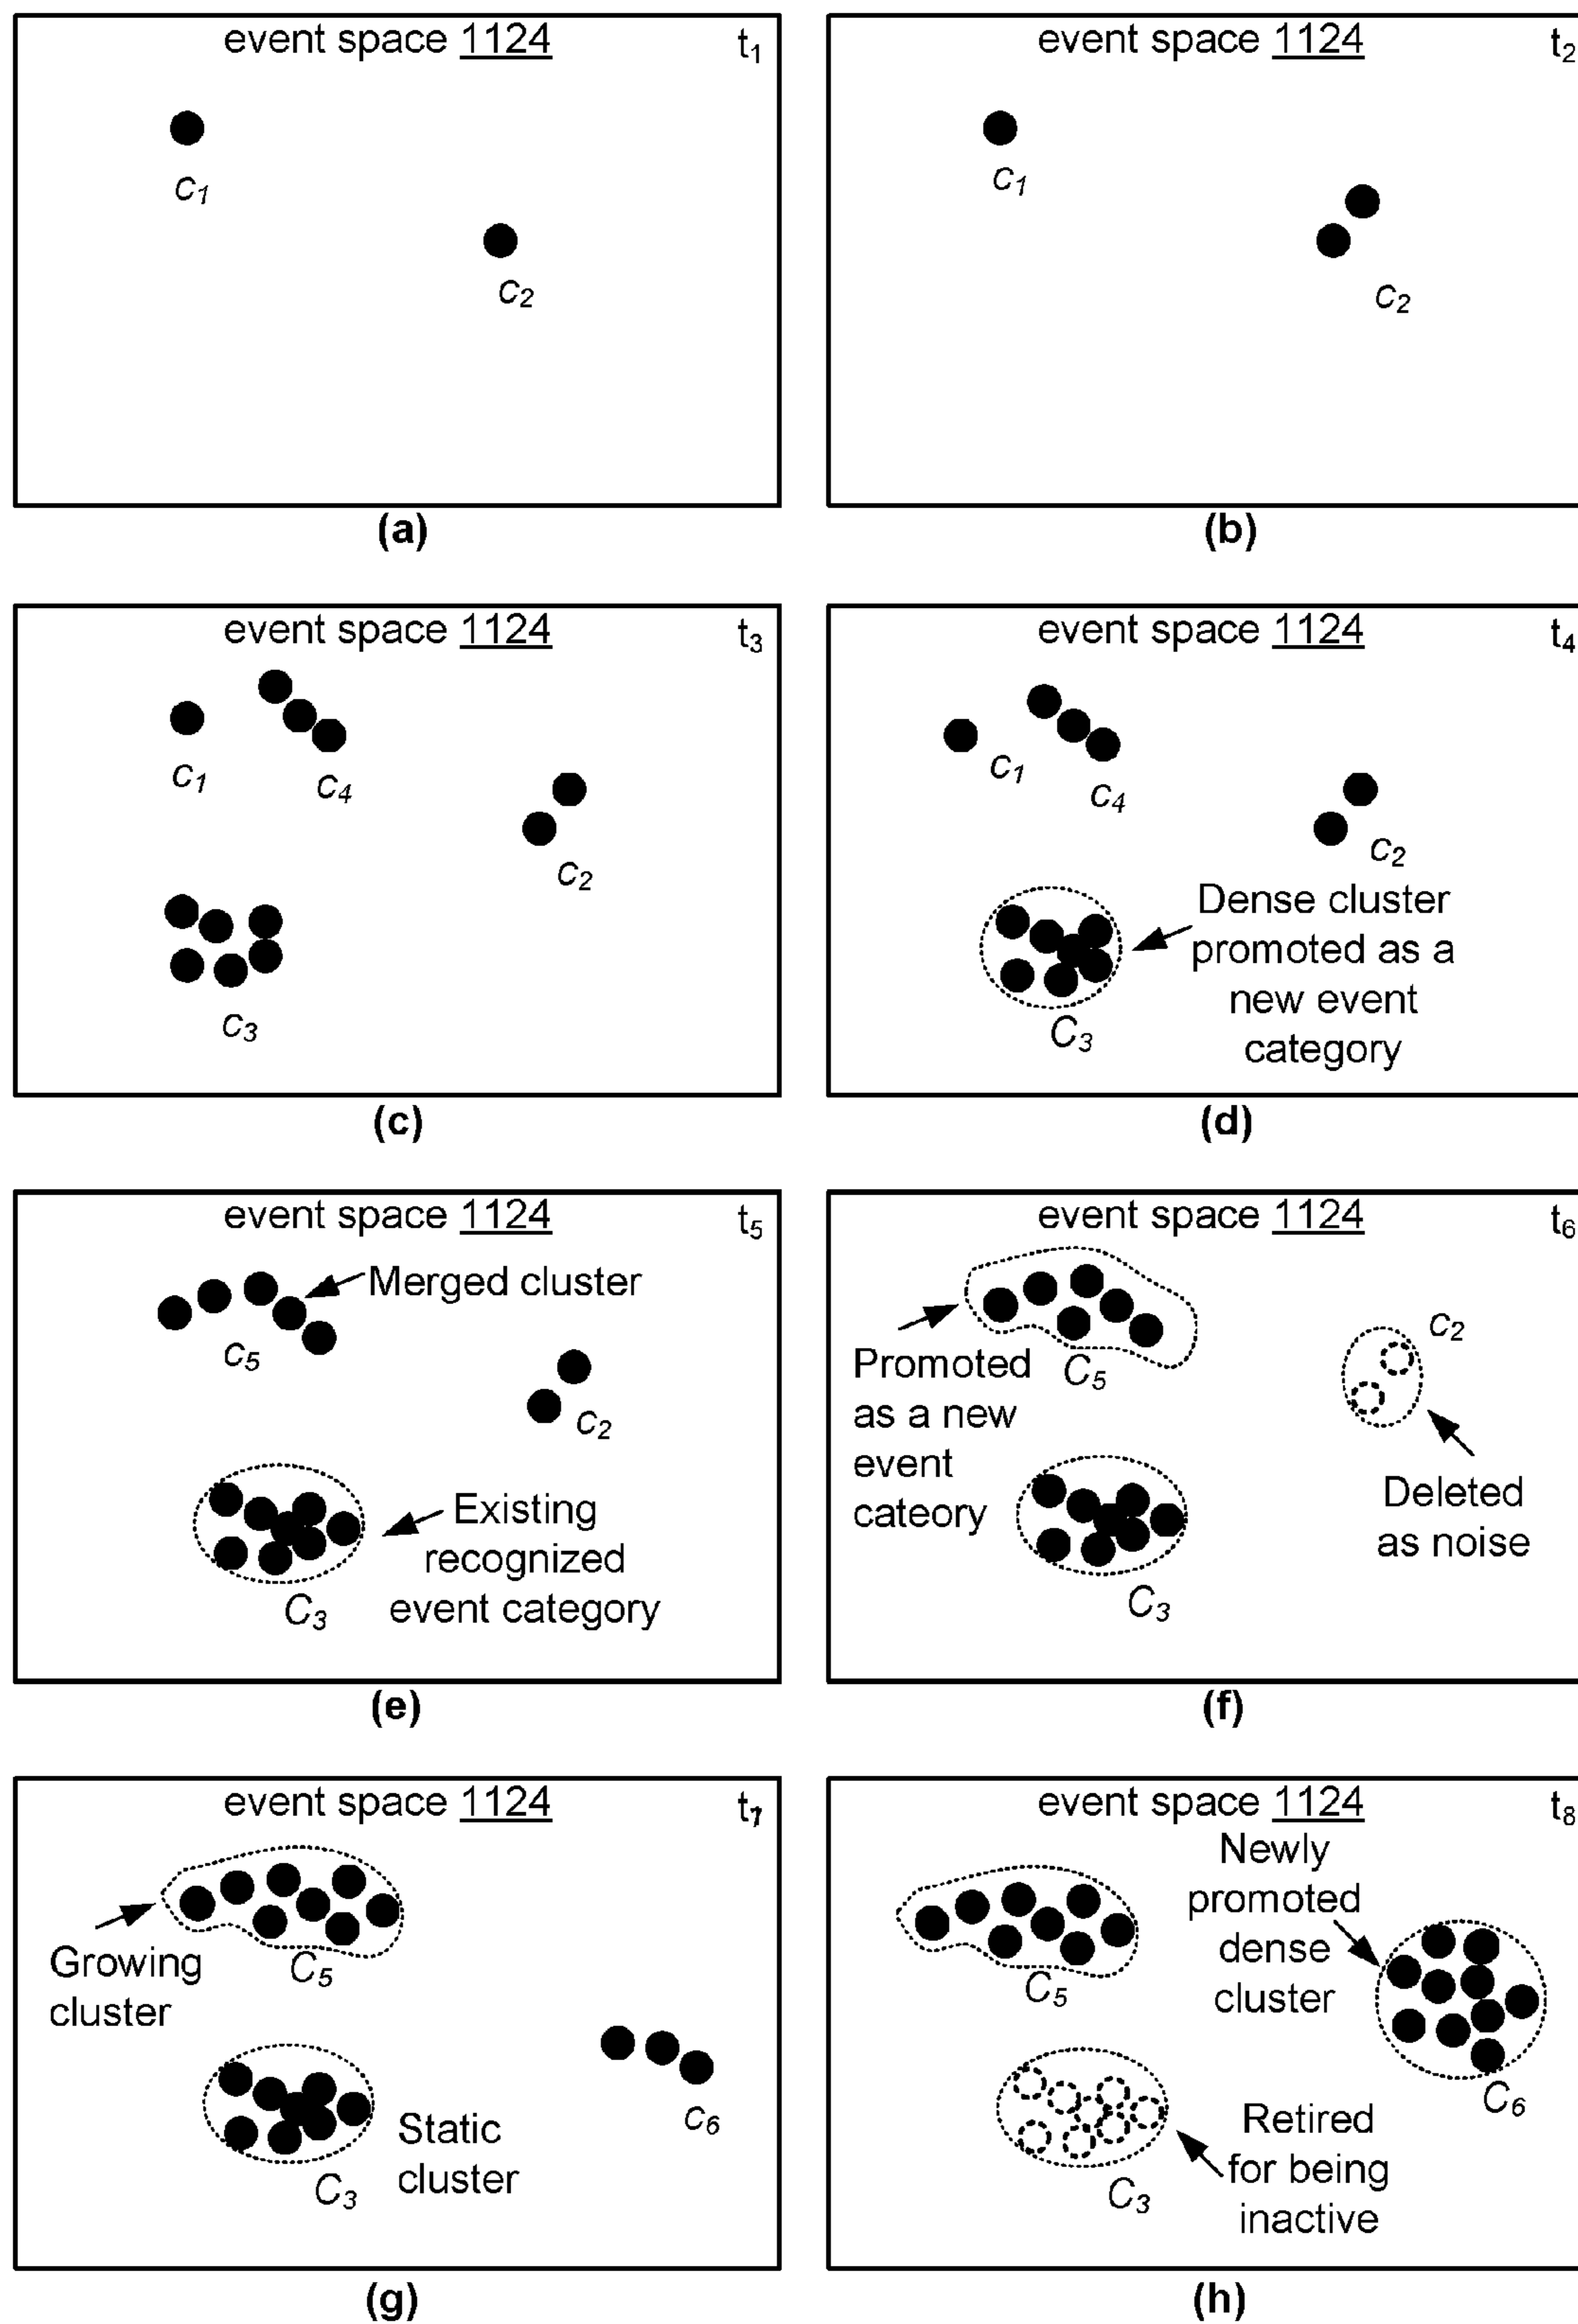 event space 1124 t1
c1
c2
(a)
event space 1124 t2
c1
c2
(b)
event space 1124 t3
c1
c4
c2
c3
(c)
event space 1124 t4
c1
c4
c2
Dense cluster
promoted as a
new event
category
C3
(d)
event space 1124 t5
Merged cluster
c5
c2
Existing
recognized
event category
C3
(e)
event space 1124 t6
c2
Promoted
as a new
event
cateory
C5
Deleted
as noise
C3
(f)
event space 1124 t7
Growing
cluster
C5
c6
Static
cluster
C3
(g)
event space 1124 t8
Newly
promoted
dense
cluster
C5
C6
Retired
for being
inactive
C3
(h)